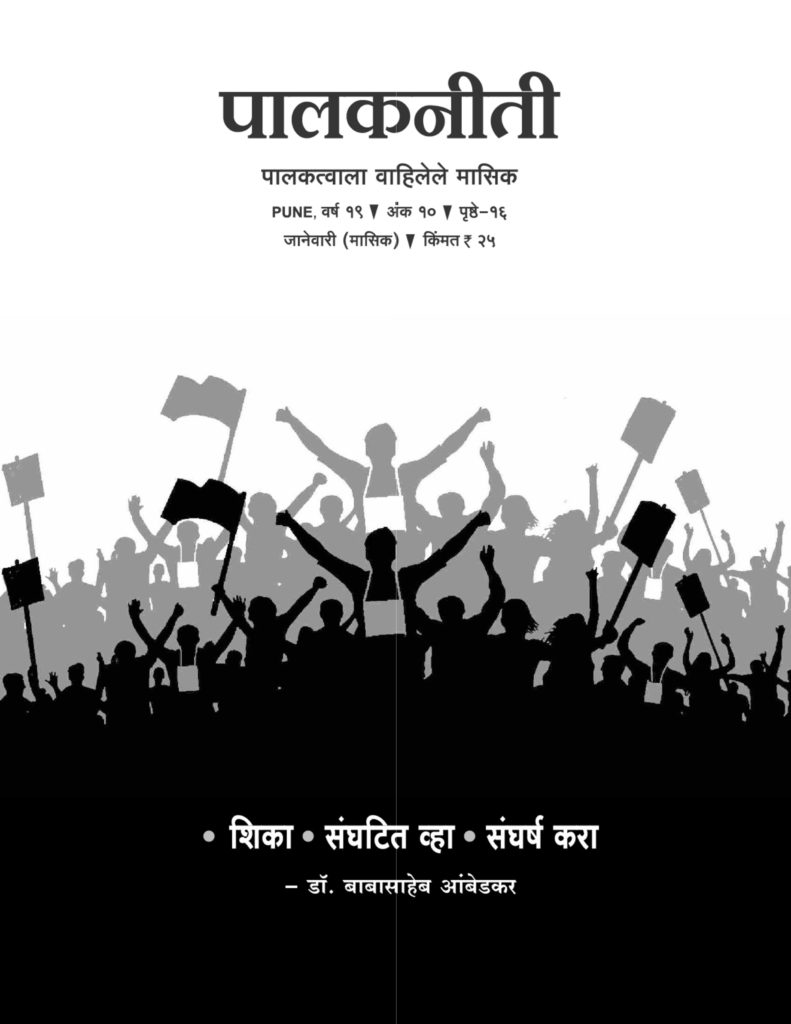 पालकनीती
पालकत्वाला वाहिलेले मासिक
PUNE, वर्ष १९ ▼ अंक १० ▼ पृष्ठे-१६
जानेवारी (मासिक) ▼ किंमत ₹ २५
• शिका • संघटित व्हा • संघर्ष करा
– डॉ. बाबासाहेब आंबेडकर